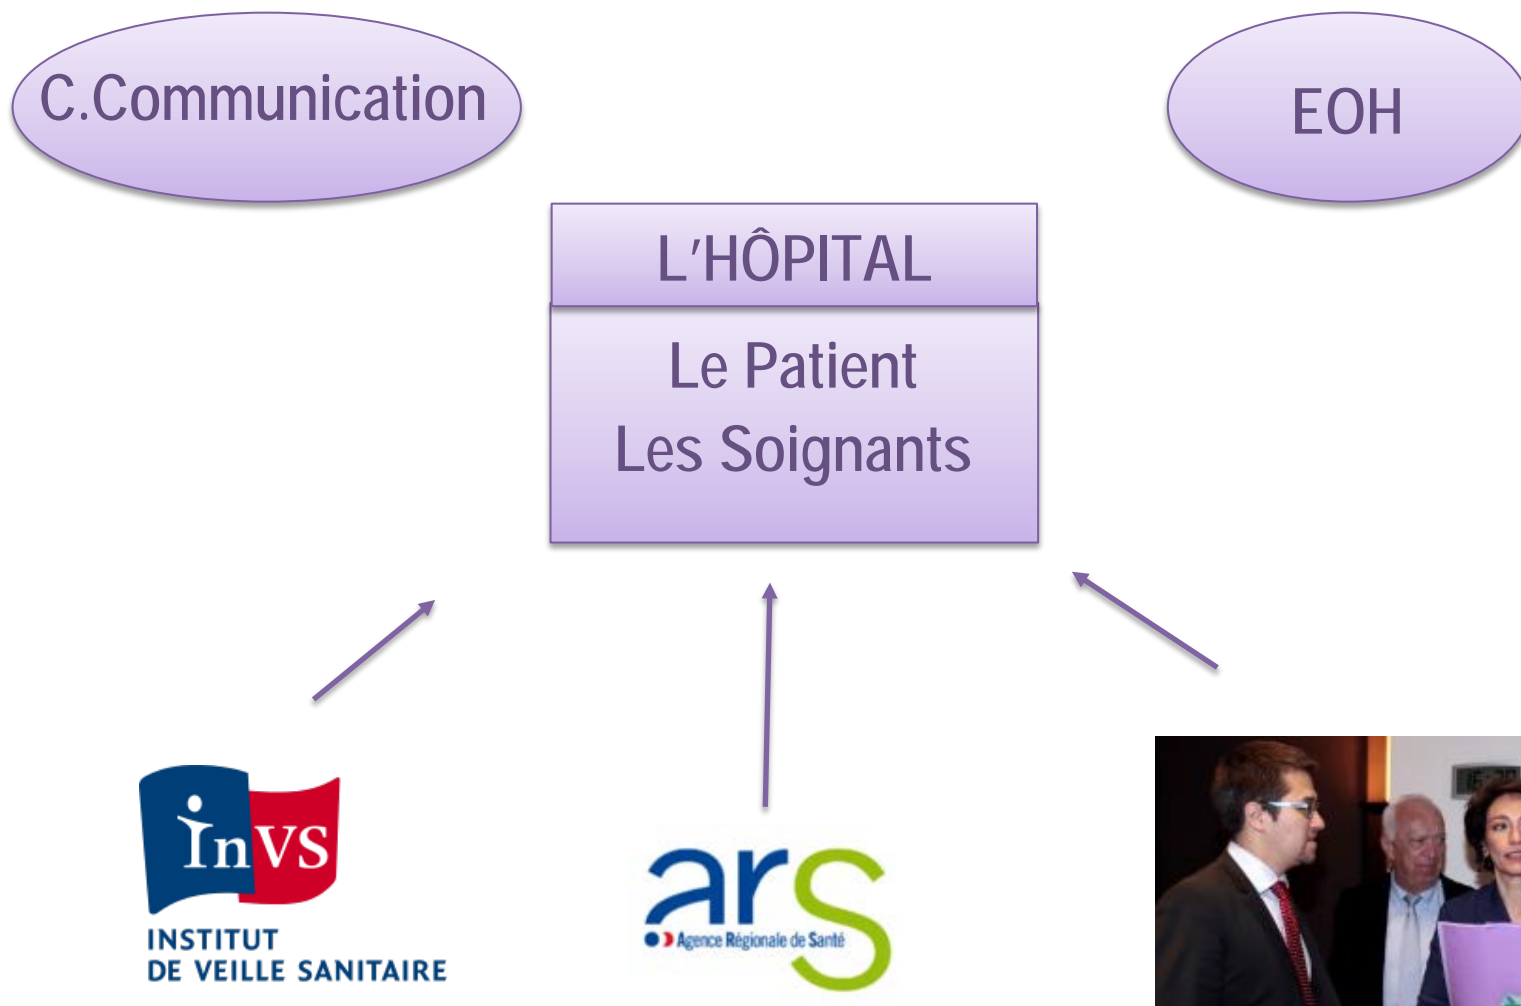 C.Communication
EOH
L'HÔPITAL
Le Patient
Les Soignants
InVS
INSTITUT
DE VEILLE SANITAIRE
ars
Agence Régionale de Santé